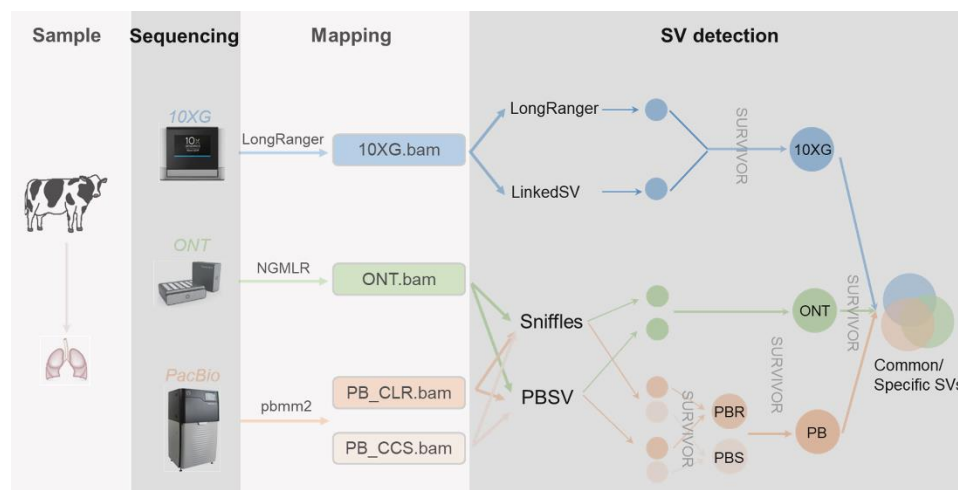 Sample
Sequencing
Mapping
SV detection
10XG
LongRanger
10XG.bam
LongRanger
LinkedSV
SURVIVOR
10XG
ONT
NGMLR
ONT.bam
Sniffles
PBSV
ONT
SURVIVOR
SURVIVOR
Common/
Specific SVs
PacBio
pbmm2
PB_CLR.bam
PB_CCS.bam
SURVIVOR
PBR
PBS
PB